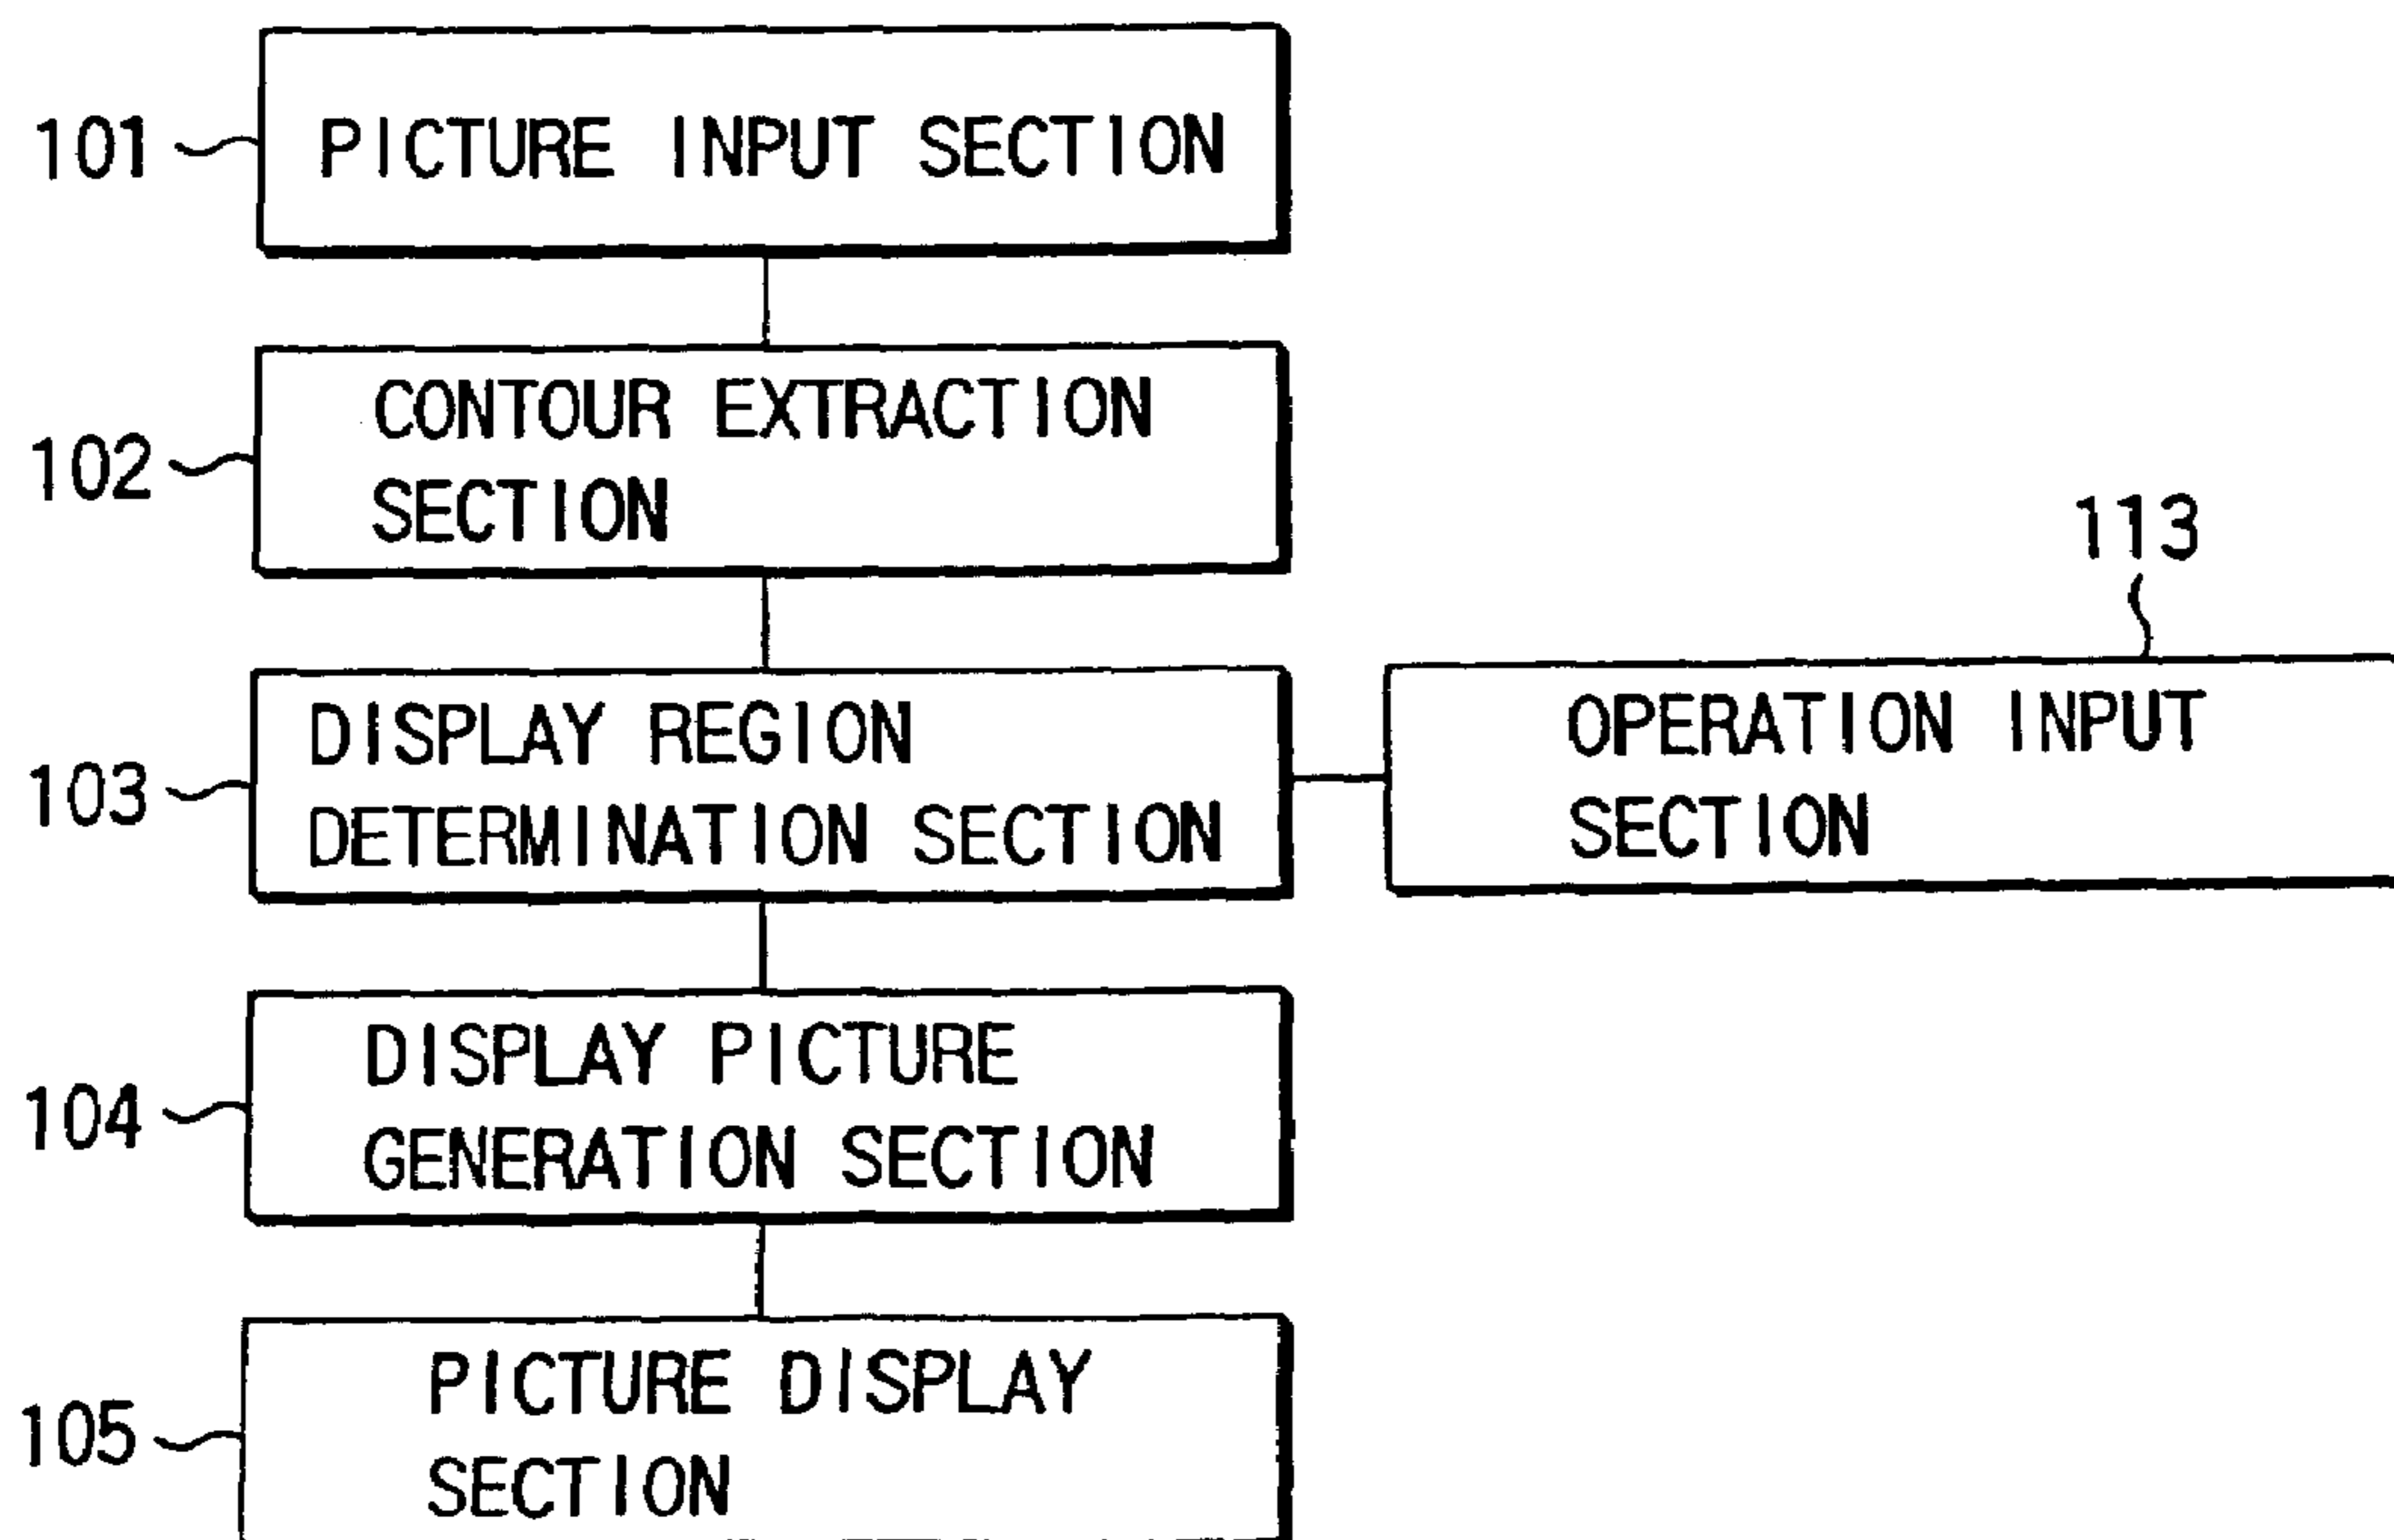 101
PICTURE INPUT SECTION
102
CONTOUR EXTRACTION
SECTION
113
103
DISPLAY REGION
DETERMINATION SECTION
OPERATION INPUT
SECTION
104
DISPLAY PICTURE
GENERATION SECTION
105
PICTURE DISPLAY
SECTION